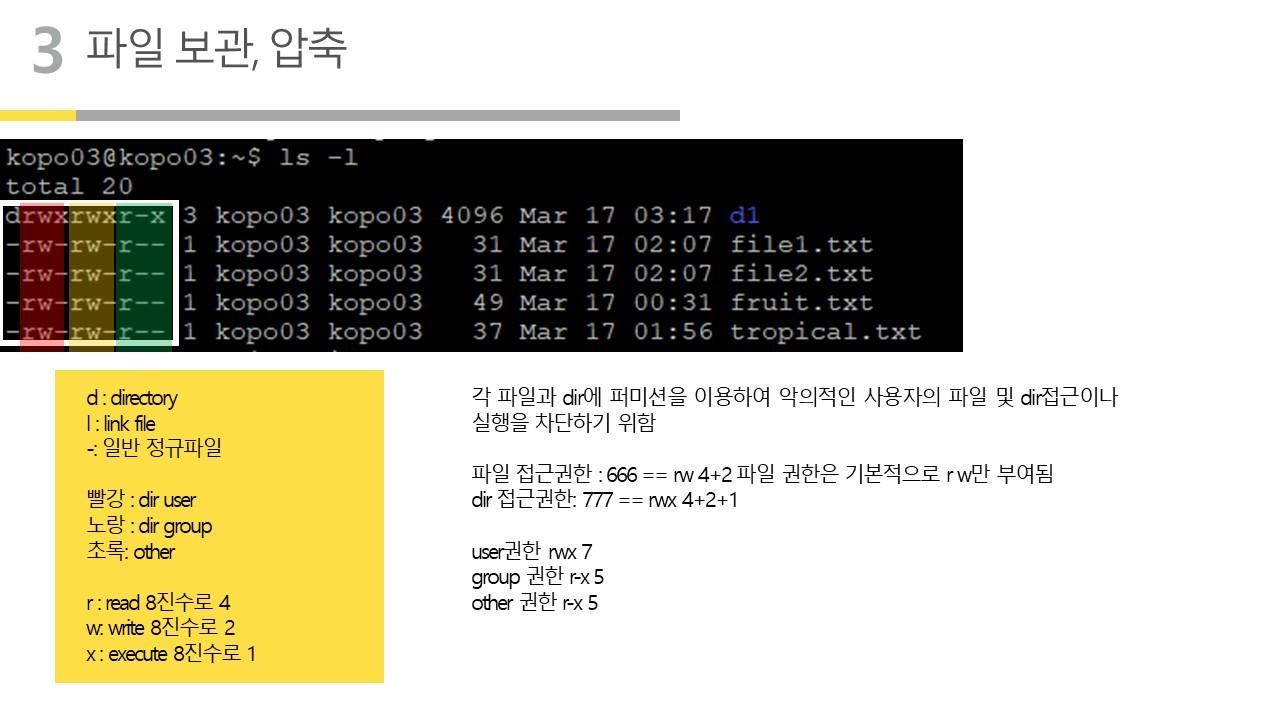 3 파일 보관, 압축
kopo03@kopo03:~$ ls -l
total 20
drwxrwxr-x 3 kopo03 kopo03 4096 Mar 17 03:17 d1
-rw-rw-r-- 1 kopo03 kopo03 31 Mar 17 02:07 file1.txt
-rw-rw-r-- 1 kopo03 kopo03 31 Mar 17 02:07 file2.txt
-rw-rw-r-- 1 kopo03 kopo03 49 Mar 17 00:31 fruit.txt
-rw-rw-r-- 1 kopo03 kopo03 37 Mar 17 01:56 tropical.txt
d : directory
l : link file
-: 일반 정규파일
빨강 : dir user
노랑 : dir group
초록: other
r : read 8진수로 4
w: write 8진수로 2
x : execute 8진수로 1
각 파일과 dir에 퍼미션을 이용하여 악의적인 사용자의 파일 및 dir접근이나
실행을 차단하기 위함
파일 접근권한 : 666 == rw 4+2 파일 권한은 기본적으로 r w만 부여됨
dir 접근권한: 777 == rwx 4+2+1
user권한 rwx 7
group 권한 r-x 5
other 권한 r-x 5